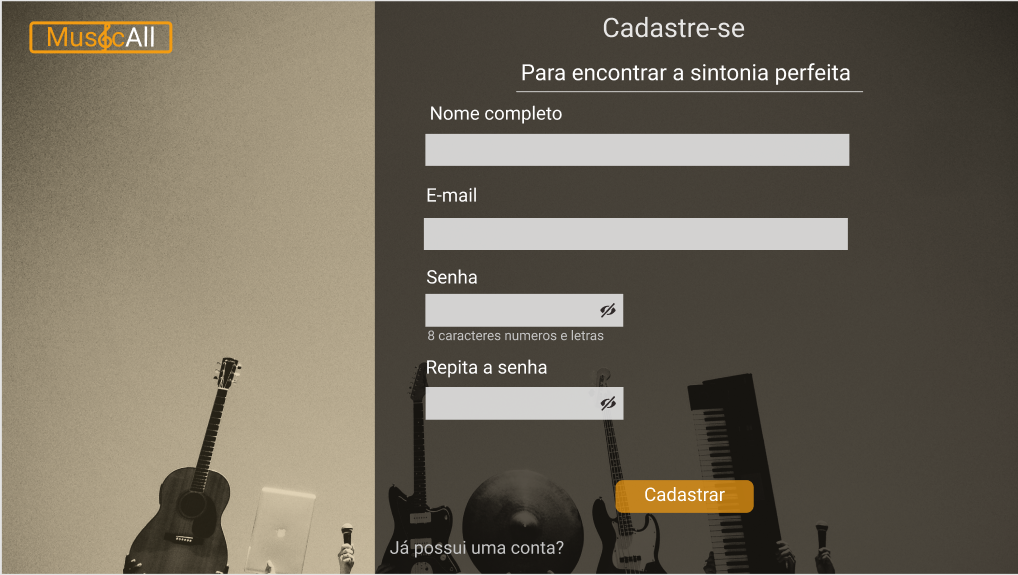 MusicAll
Cadastre-se
Para encontrar a sintonia perfeita
Nome completo
E-mail
Senha
8 caracteres numeros e letras
Repita a senha
Cadastrar
Já possui uma conta?